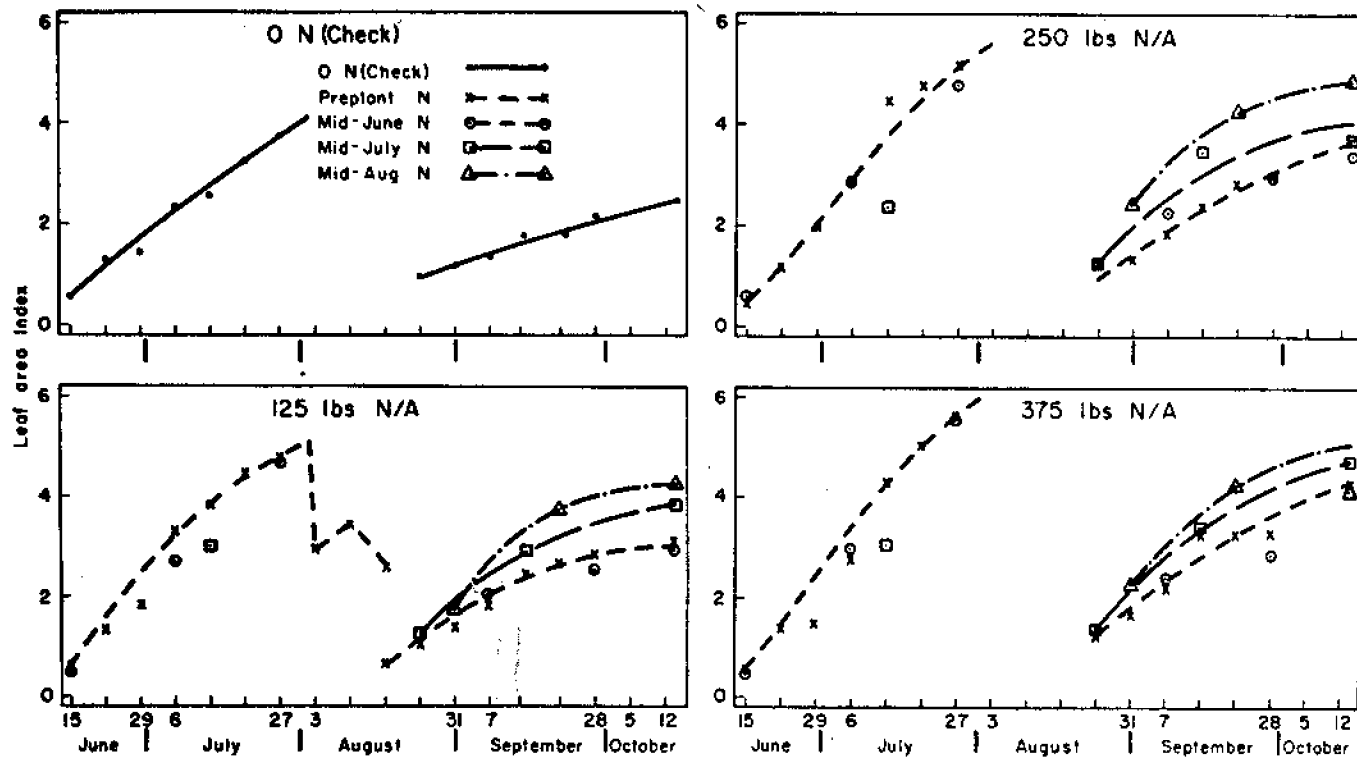 6
4
2
0
O N (Check)
O N (Check)
Preplant N
Mid-June N
Mid-July N
Mid-Aug N
6
4
2
0
250 lbs N/A
Leaf area Index
6
4
2
0
125 lbs N/A
15 29 6 27 3 31 7 28 5 12
June July August September October
6
4
2
0
375 lbs N/A
15 29 6 27 3 31 7 28 5 12
June July August September October